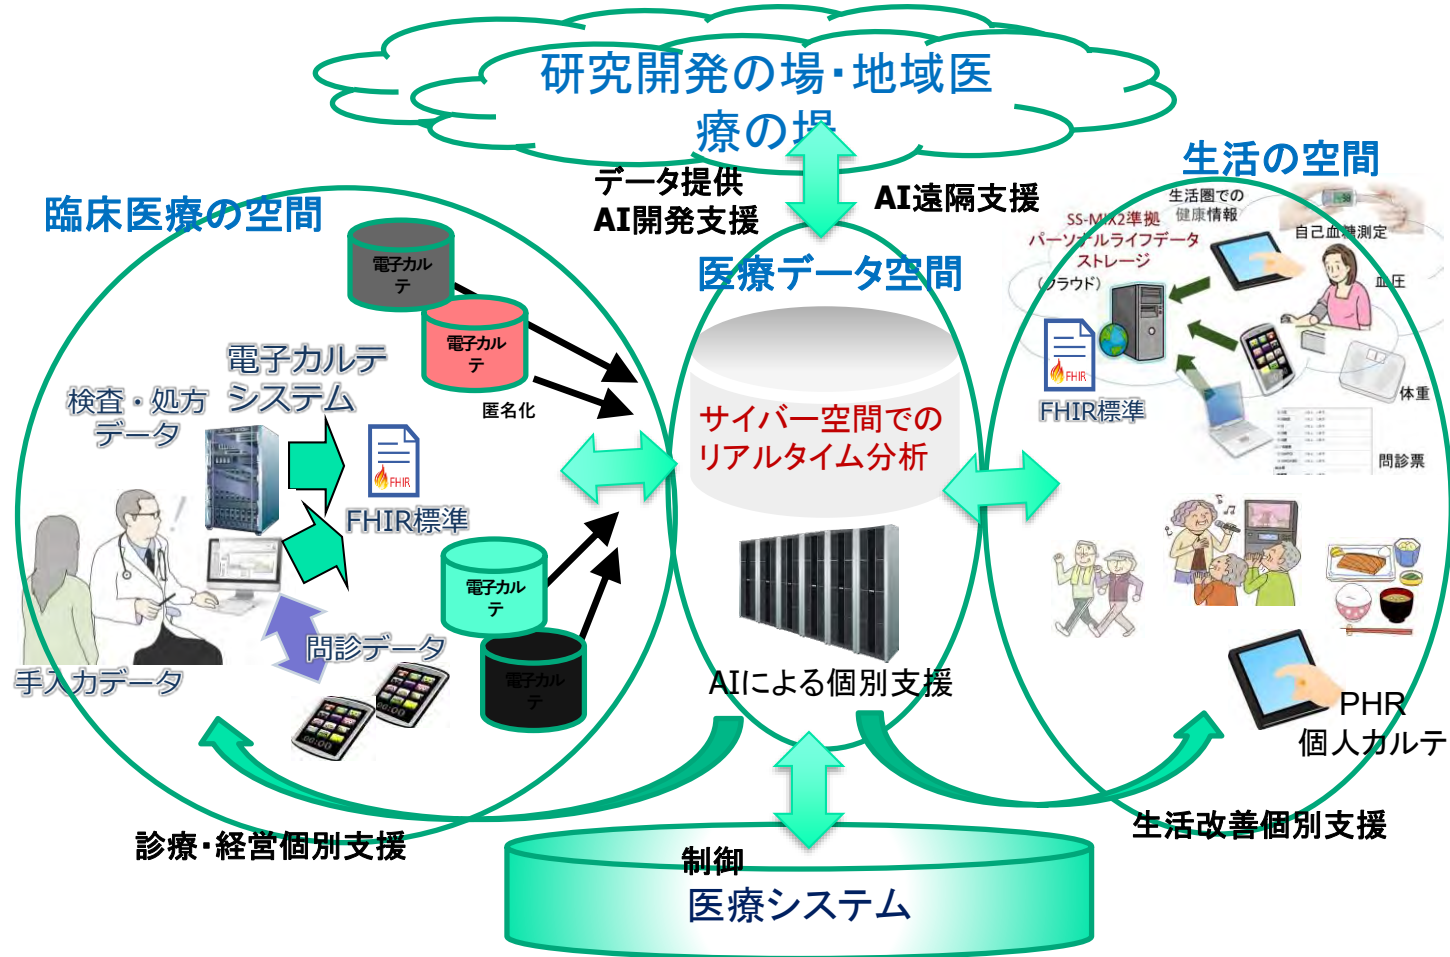 研究開発の場・地域医
療の場
データ提供
AI開発支援
AI遠隔支援
臨床医療の空間
電子カル
テ
電子カル
テ
匿名化
電子カルテ
システム
検査・処方
データ
FHIR
FHIR標準
電子カル
テ
電子カル
テ
問診データ
手入力データ
診療・経営個別支援
医療データ空間
サイバー空間での
リアルタイム分析
AIによる個別支援
制御
医療システム
生活の空間
生活圏での
健康情報
SS-MIX2準拠
パーソナルライフデータ
ストレージ
(クラウド)
自己血糖測定
血圧
FHIR
FHIR標準
体重
問診票
PHR
個人カルテ
生活改善個別支援